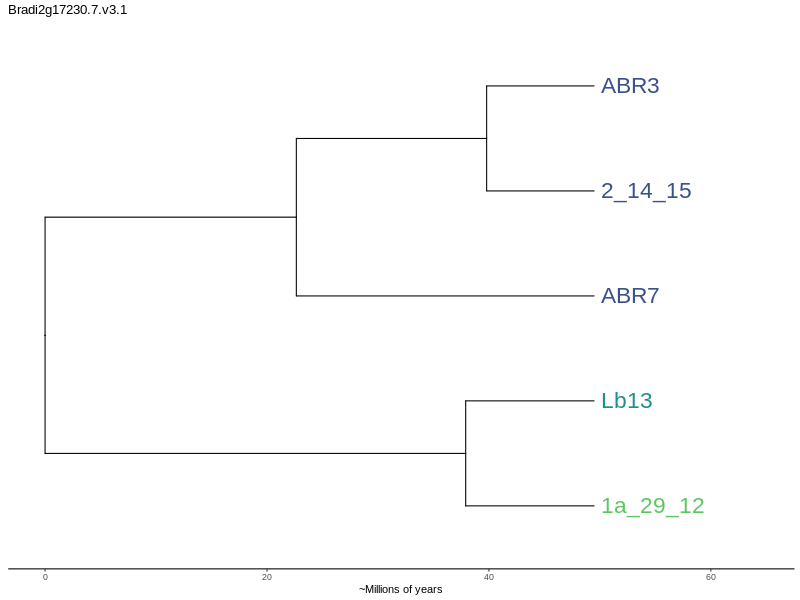 Bradi2g17230.7.v3.1
ABR3
2_14_15
ABR7
Lb13
1a_29_12
0 20 40 60
~Millions of years